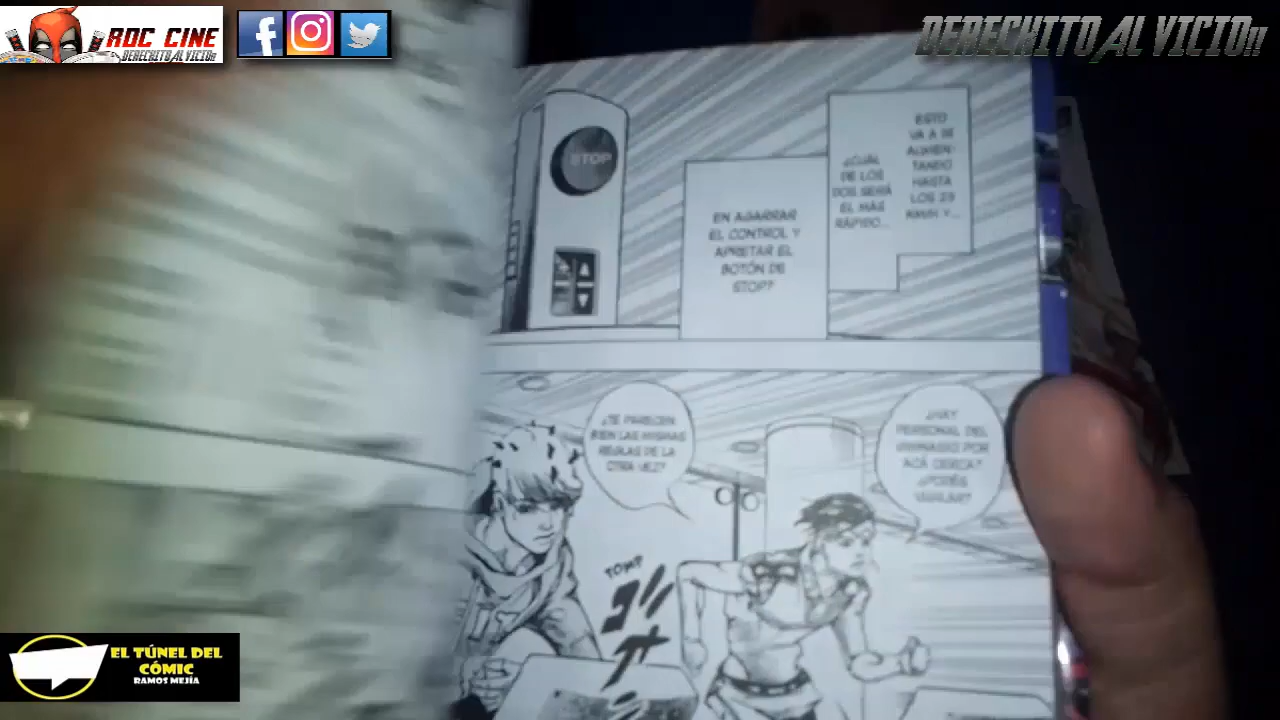 ROC CINE
DERECHITO AL VICIO!!
DERECHITO AL VICIO!!
ESTO
VA A IR
AUMEN-
TANDO
HASTA
LOS 25
KM/H Y...
¿CUÁL
DE LOS
DOS SERÁ
EL MÁS
RÁPIDO...
EN AGARRAR
EL CONTROL Y
APRETAR EL
BOTÓN DE
STOP?
STOP
¿HAY
PERSONAL DEL
GIMNASIO POR
ACÁ CERCA?
¿PODÉS
VIGILAR?
¿TE PARECEN
BIEN LAS MISMAS
REGLAS DE LA
OTRA VEZ?
TOMP
EL TÚNEL DEL
CÓMIC
RAMOS MEJÍA